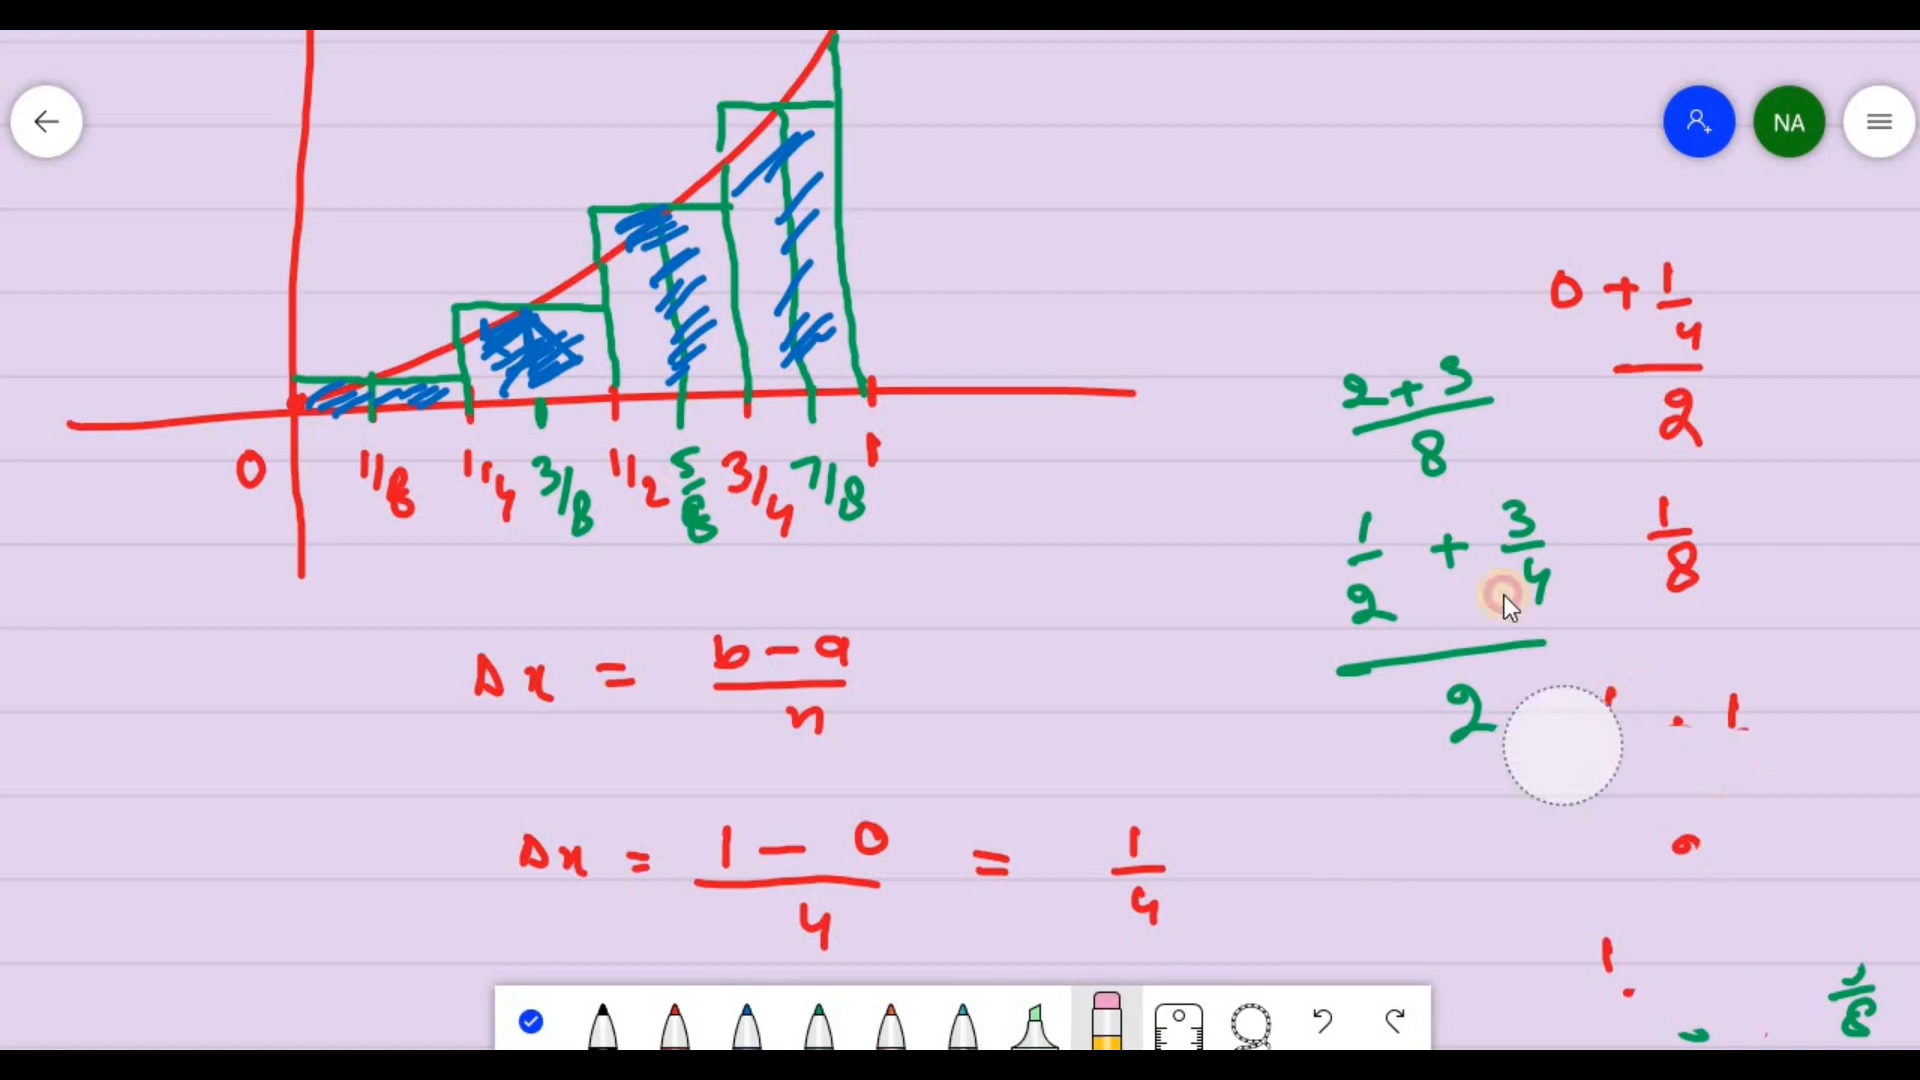 NA
0 + 1/4
2
2 + 3
8
0 1/8 1/4 3/8 1/2 5/8 3/4 7/8 1
1/2 + 3/4
2
1/8
Δx = b - a
n
Δx = 1 - 0 = 1
4 4